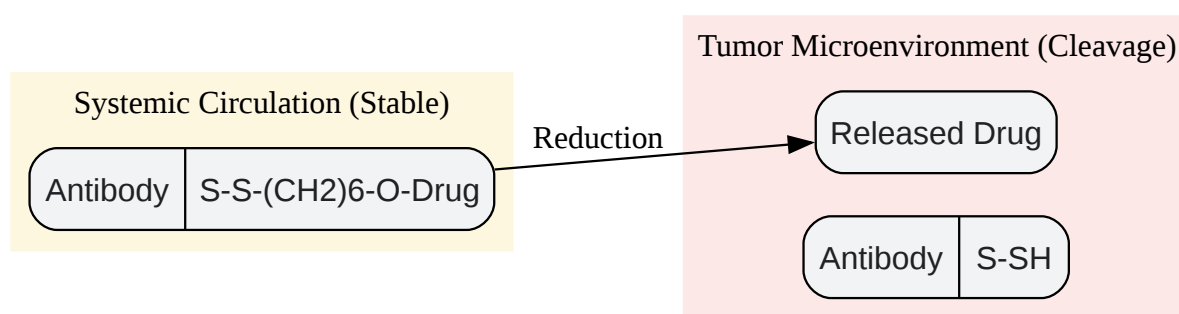 Systemic Circulation (Stable)
Antibody
S-S-(CH2)6-O-Drug
Reduction
Tumor Microenvironment (Cleavage)
Released Drug
Antibody
S-SH